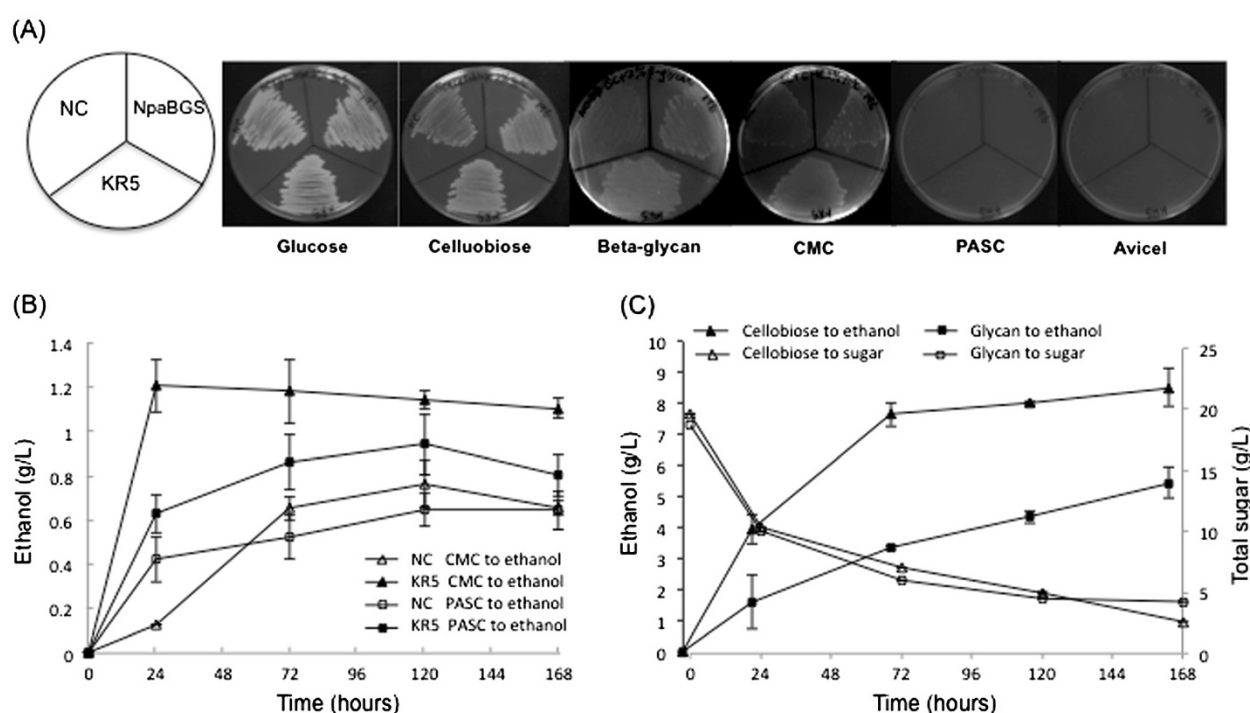 (A)
NC
NpaBGS
KR5
Glucose
Celluobiose
Beta-glycan
CMC
PASC
Avicel
(B)
Ethanol (g/L)
1.4
1.2
1
0.8
0.6
0.4
0.2
0
NC CMC to ethanol
KR5 CMC to ethanol
NC PASC to ethanol
KR5 PASC to ethanol
0 24 48 72 96 120 144 168
Time (hours)
(C)
Cellobiose to ethanol
Glycan to ethanol
Cellobiose to sugar
Glycan to sugar
Ethanol (g/L)
10
9
8
7
6
5
4
3
2
1
0
25
20
15
10
5
0
Total sugar (g/L)
0 24 48 72 96 120 144 168
Time (hours)